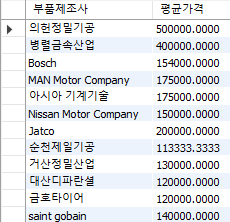 부품제조사 평균가격
의헌정밀기공 500000.0000
병렬금속산업 400000.0000
Bosch 154000.0000
MAN Motor Company 175000.0000
아시아 기계기술 175000.0000
Nissan Motor Company 150000.0000
Jatco 200000.0000
순천제일기공 113333.3333
거산정밀산업 130000.0000
대산디파란셜 120000.0000
금호타이어 120000.0000
saint gobain 140000.0000